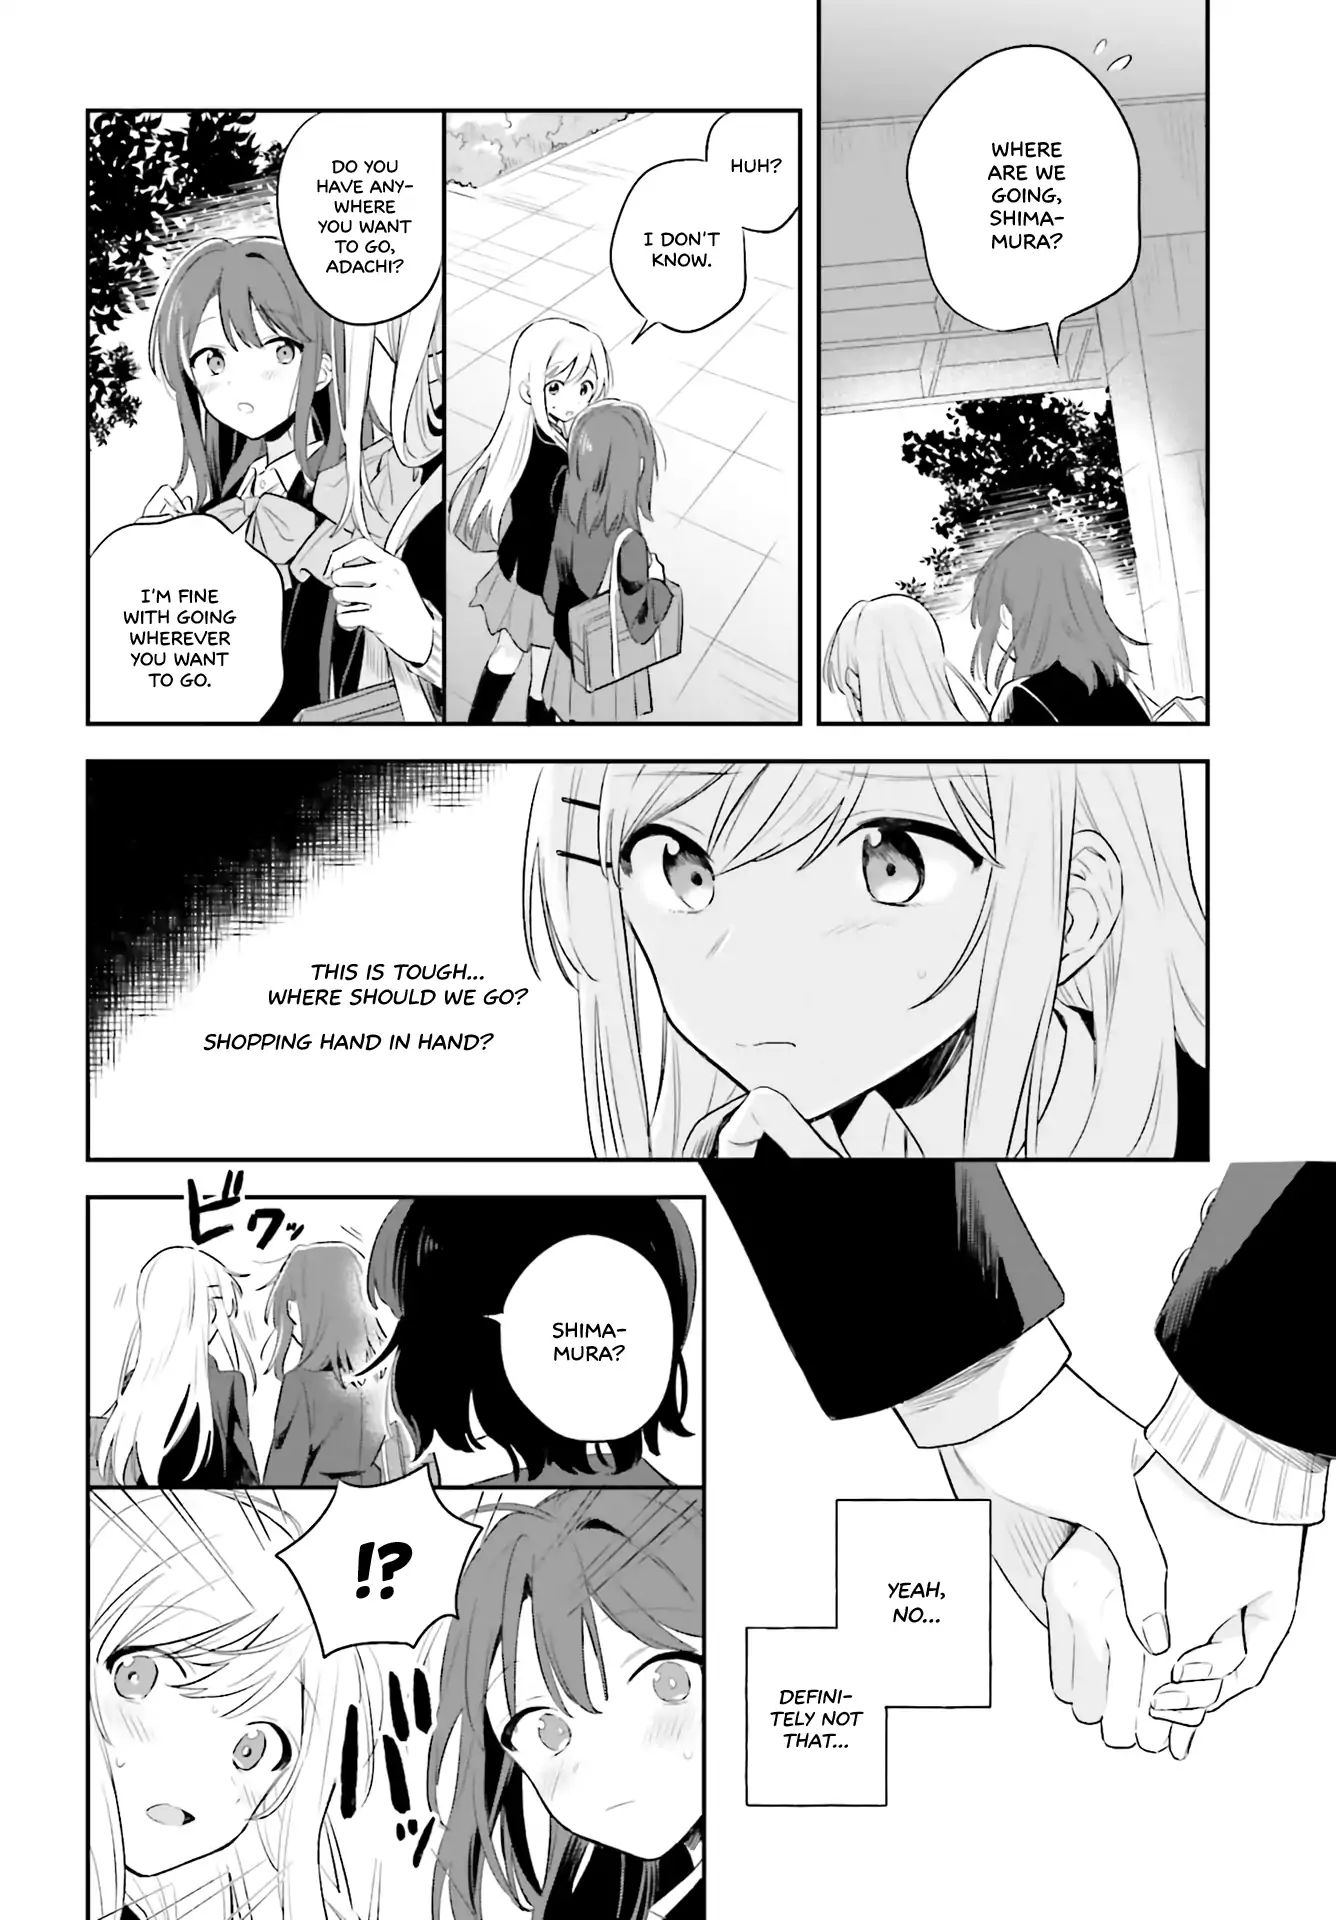 WHERE
ARE WE
GOING,
SHIMA-
MURA?
HUH?
I DON'T
KNOW.
DO YOU
HAVE ANY-
WHERE
YOU WANT
TO GO,
ADACHI?
I'M FINE
WITH GOING
WHEREVER
YOU WANT
TO GO.
THIS IS TOUGH...
WHERE SHOULD WE GO?
SHOPPING HAND IN HAND?
YEAH,
NO...
DEFINI-
TELY NOT
THAT...
SHIMA-
MURA?
ビクッ
!?
バッ